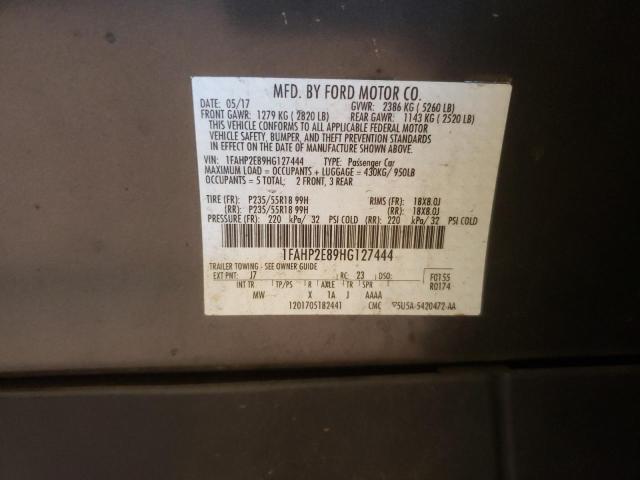 MFD. BY FORD MOTOR CO.
DATE: 05/17 GVWR: 2386 KG ( 5260 LB)
FRONT GAWR: 1279 KG ( 2820 LB) REAR GAWR: 1143 KG ( 2520 LB)
THIS VEHICLE CONFORMS TO ALL APPLICABLE FEDERAL MOTOR
VEHICLE SAFETY, BUMPER, AND THEFT PREVENTION STANDARDS
IN EFFECT ON THE DATE OF MANUFACTURE SHOWN ABOVE.
VIN: 1FAHP2E89HG127444 TYPE: Passenger Car
MAXIMUM LOAD = OCCUPANTS + LUGGAGE = 430KG/ 950LB
OCCUPANTS = 5 TOTAL: 2 FRONT, 3 REAR
TIRE (FR): P235/55R18 99H RIMS (FR): 18X8.0J
(RR): P235/55R18 99H (RR): 18X8.0J
PRESSURE (FR): 220 kPa/ 32 PSI COLD (RR): 220 kPa/ 32 PSI COLD
1FAHP2E89HG127444
TRAILER TOWING - SEE OWNER GUIDE
EXT PNT: J7 RC: 23 DSO: F0155
INT TR TP/PS R AXLE TR SPR R0174
MW X 1A J AAAA
1201705182441 CMC 5U5A-5420472-AA